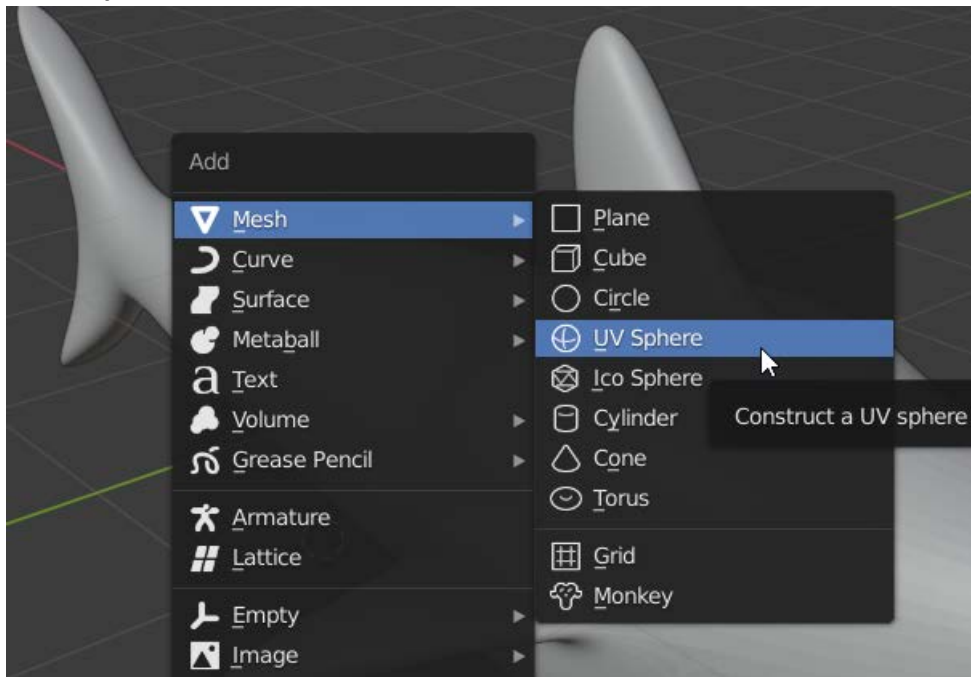 Add
Mesh
Curve
Surface
Metaball
Text
Volume
Grease Pencil
Armature
Lattice
Empty
Image
Plane
Cube
Circle
UV Sphere
Ico Sphere
Cylinder
Cone
Torus
Grid
Monkey
Construct a UV sphere